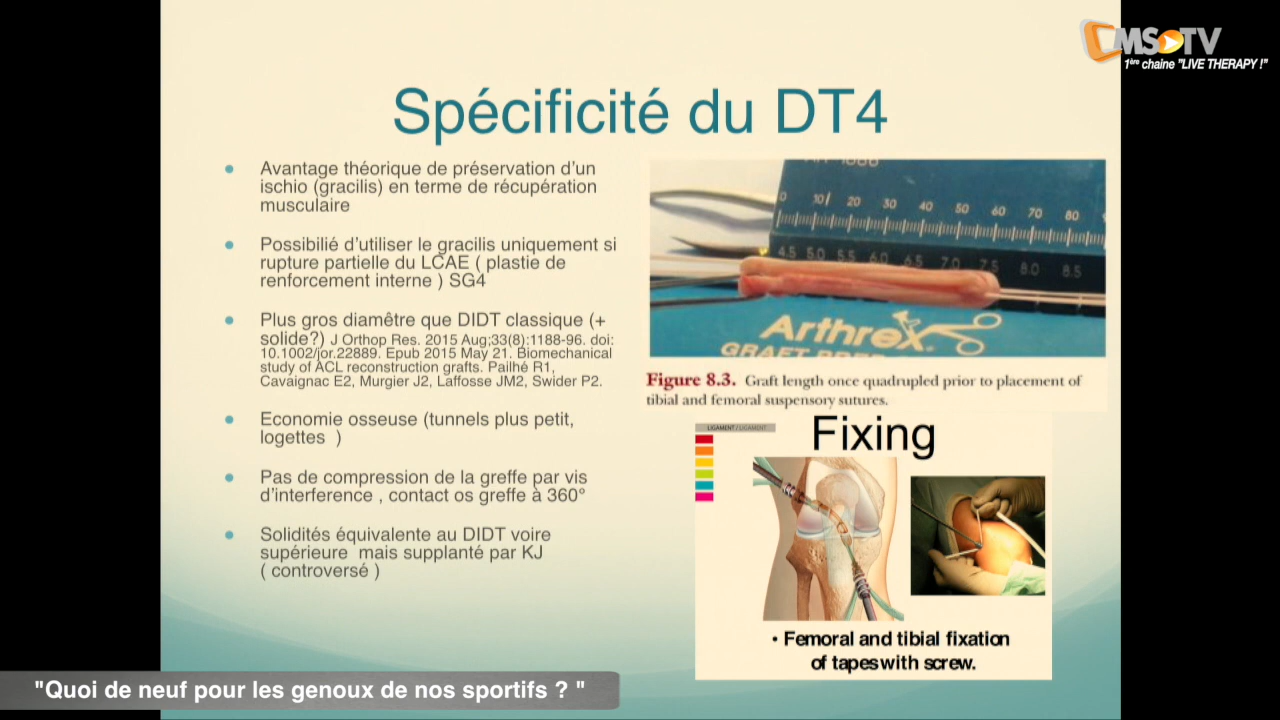 MSOTV
1ère chaine "LIVE THERAPY !"
Spécificité du DT4
Avantage théorique de préservation d'un
ischio (gracilis) en terme de récupération
musculaire
Possibilié d'utiliser le gracilis uniquement si
rupture partielle du LCAE ( plastie de
renforcement interne ) SG4
Plus gros diamêtre que DIDT classique (+
solide?) J Orthop Res. 2015 Aug;33(8):1188-96. doi:
10.1002/jor.22889. Epub 2015 May 21. Biomechanical
study of ACL reconstruction grafts. Pailhé R1,
Cavaignac E2, Murgier J2, Laffosse JM2, Swider P2.
Economie osseuse (tunnels plus petit,
logettes )
Pas de compression de la greffe par vis
d'interference , contact os greffe à 360°
Solidités équivalente au DIDT voire
supérieure mais supplanté par KJ
( controversé )
0 10 20 30 40 50 60 70 80
4.5 5.0 5.5 6.0 6.5 7.0 7.5 8.0 8.5
Arthrex
Figure 8.3. Graft length once quadrupled prior to placement of
tibial and femoral suspensory sutures.
LIGAMENT / LIGAMENT
Fixing
• Femoral and tibial fixation
of tapes with screw.
"Quoi de neuf pour les genoux de nos sportifs ? "